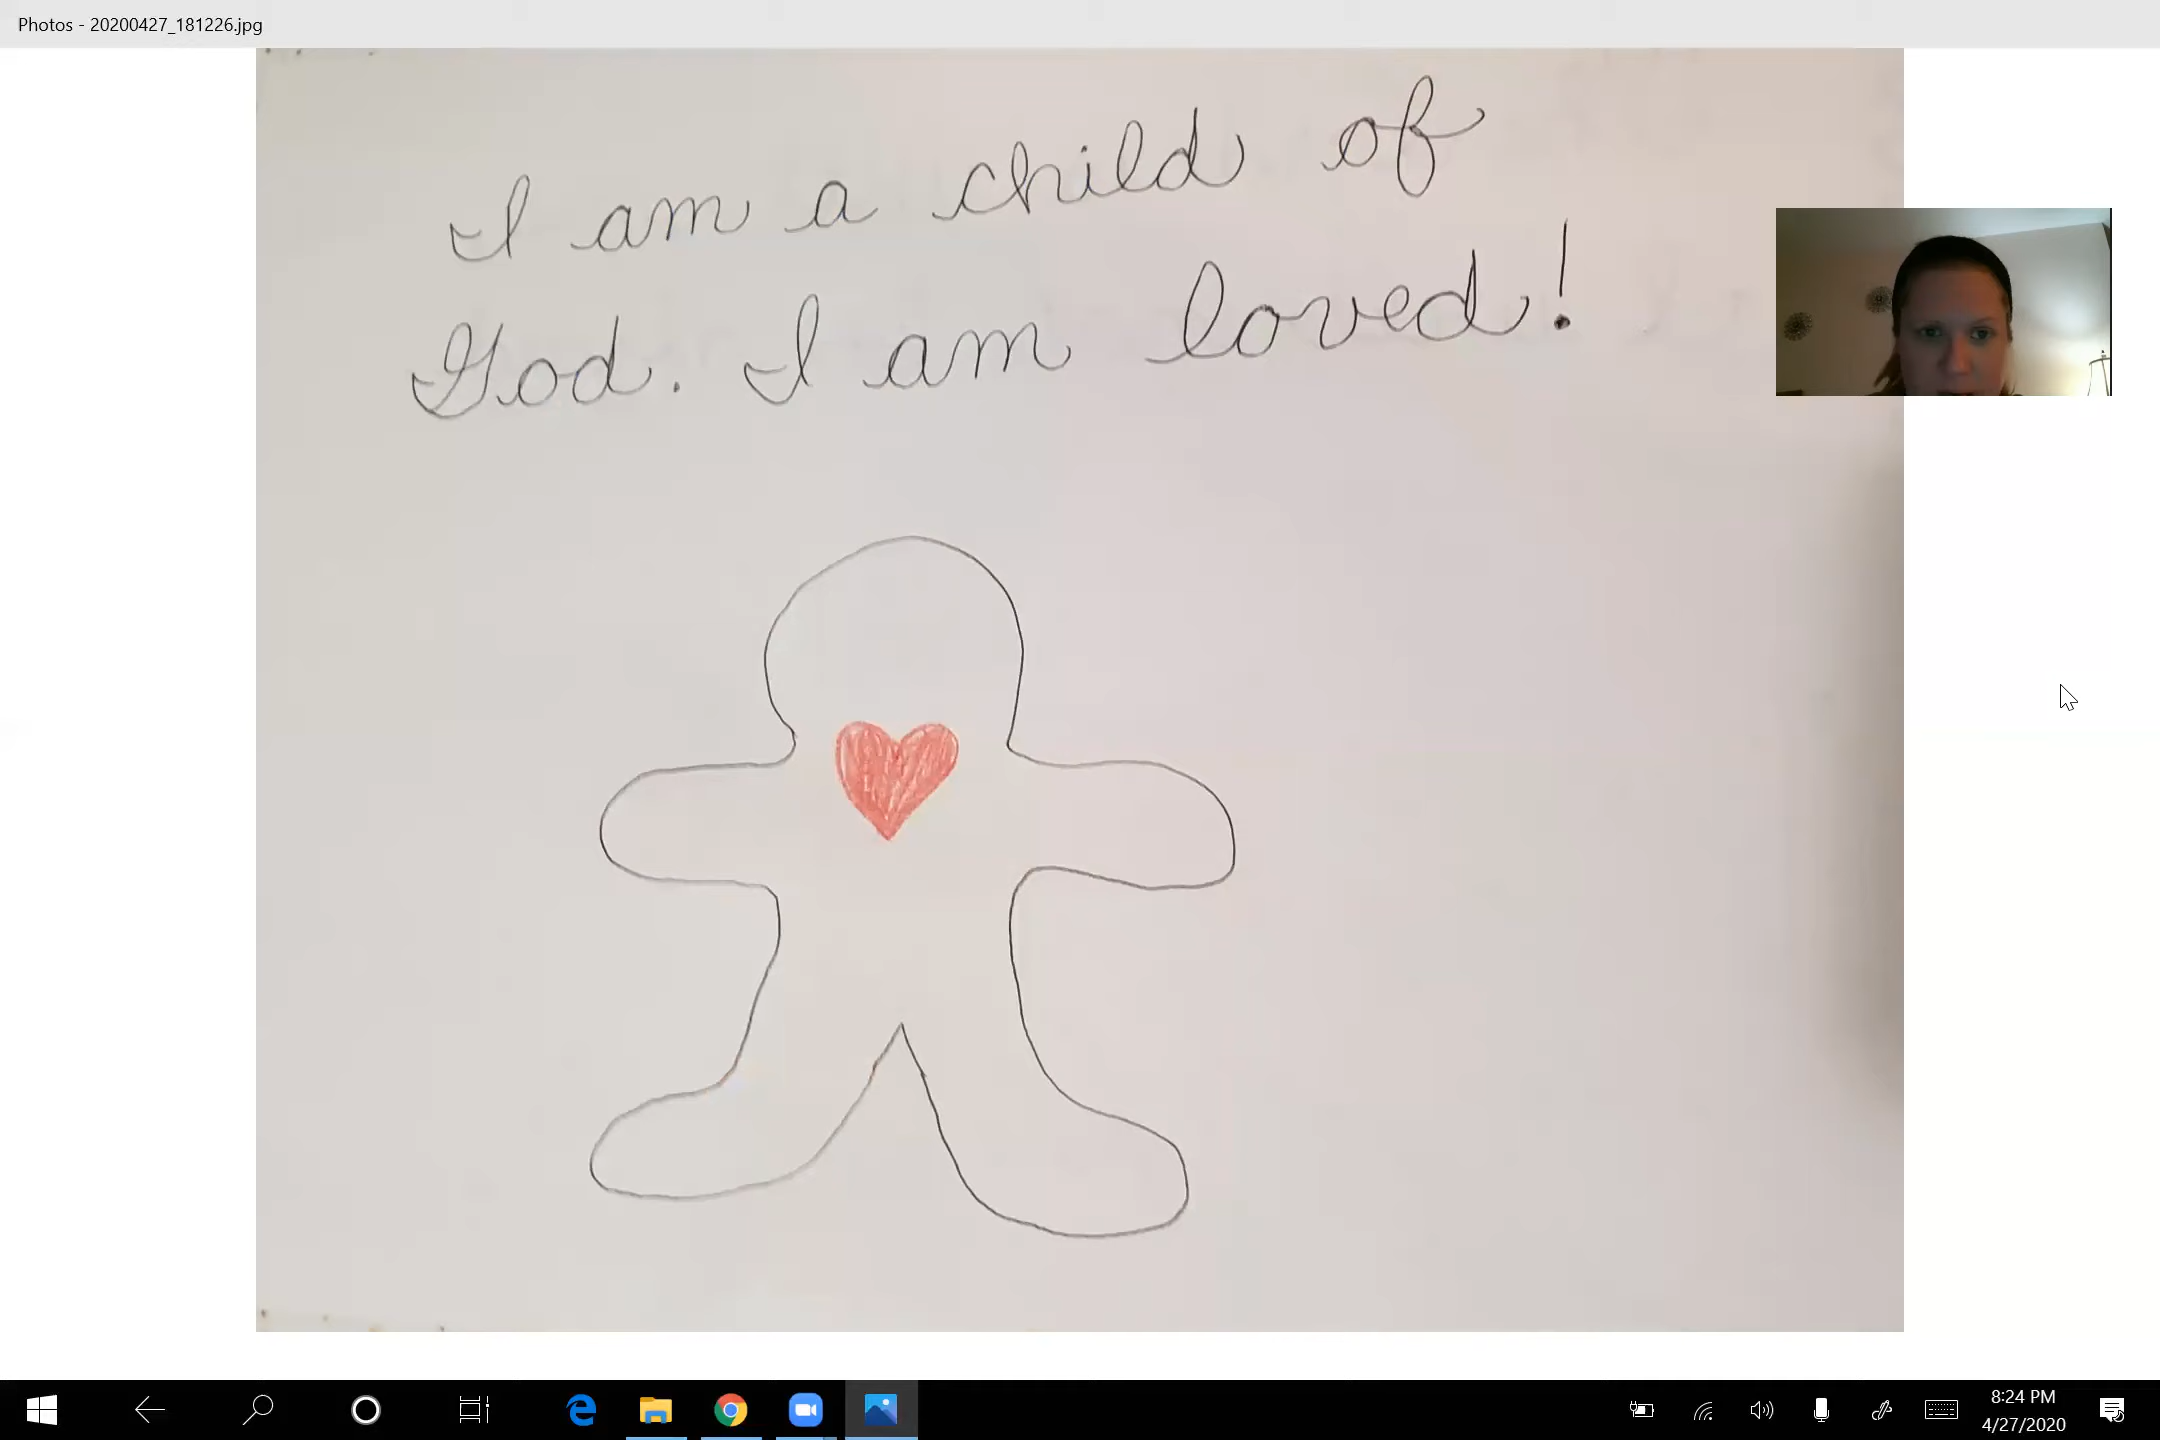 Photos - 20200427_181226.jpg
I am a child of
God. I am loved!
8:24 PM
4/27/2020